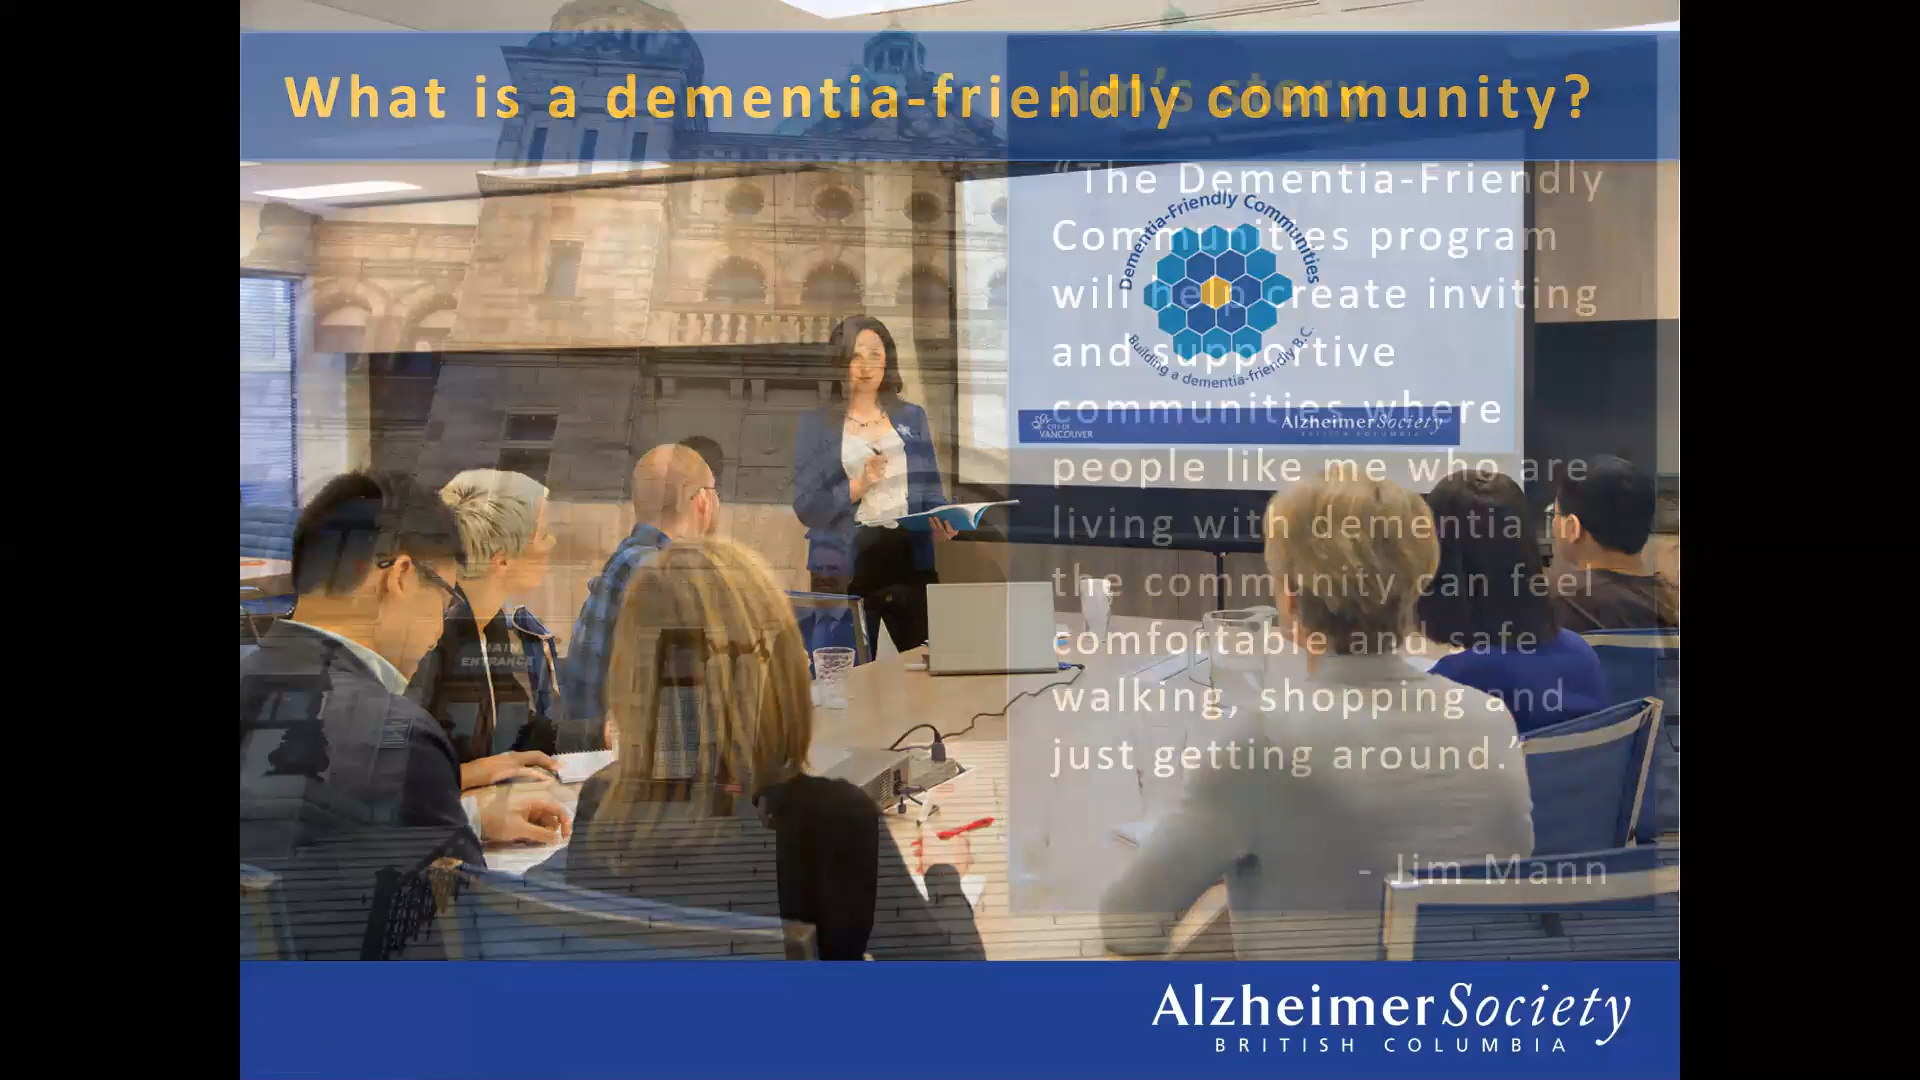 What is a dementia-friendly community?
Jim's story
“The Dementia-Friendly
Communities program
will help create inviting
and supportive
communities where
people like me who are
living with dementia in
the community can feel
comfortable and safe
walking, shopping and
just getting around.”
- Jim Mann
Dementia-Friendly Communities
Building a dementia-friendly B.C.
CITY OF
VANCOUVER
Alzheimer Society
BRITISH COLUMBIA
MAIN
ENTRANCE
Alzheimer Society
BRITISH COLUMBIA